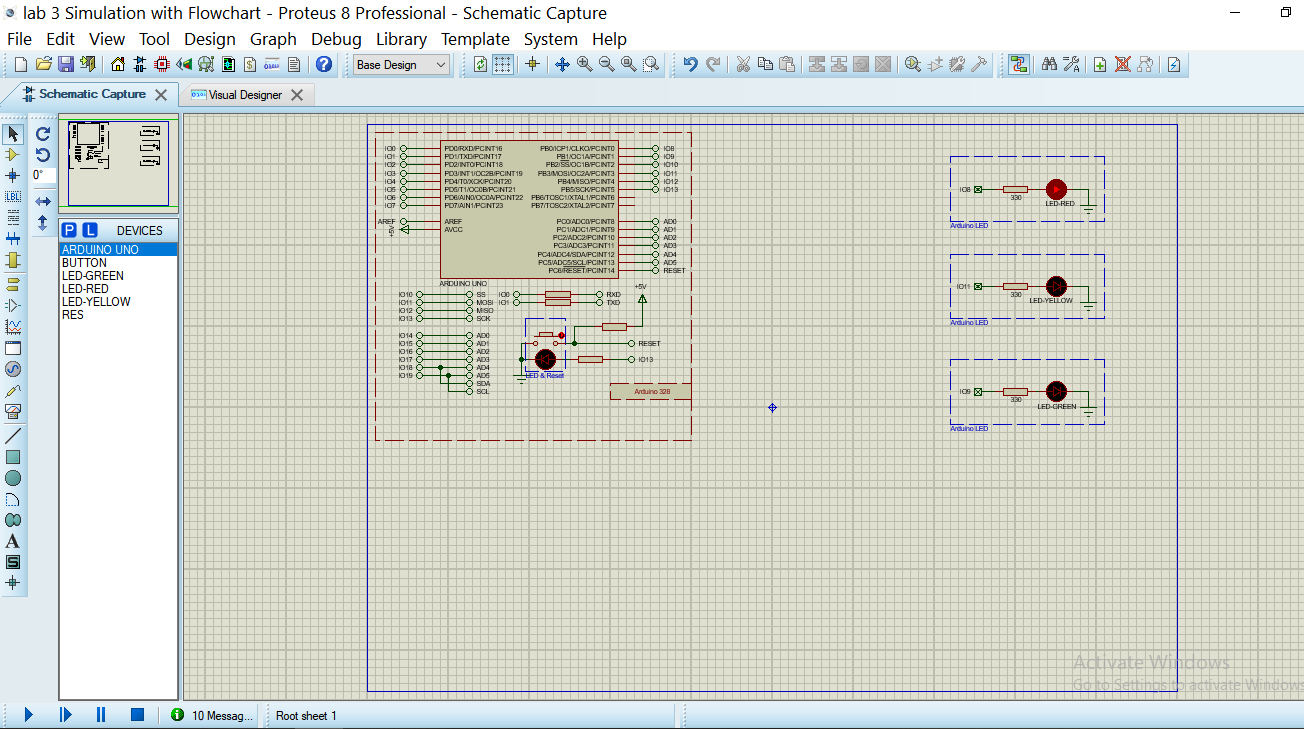 lab 3 Simulation with Flowchart - Proteus 8 Professional - Schematic Capture
File Edit View Tool Design Graph Debug Library Template System Help
Base Design
Schematic Capture
Visual Designer
0°
LBL
P L DEVICES
ARDUINO UNO
BUTTON
LED-GREEN
LED-RED
LED-YELLOW
RES
IO0 PD0/RXD/PCINT16 PB0/ICP1/CLKO/PCINT0 IO8
IO1 PD1/TXD/PCINT17 PB1/OC1A/PCINT1 IO9
IO2 PD2/INT0/PCINT18 PB2/SS/OC1B/PCINT2 IO10
IO3 PD3/INT1/OC2B/PCINT19 PB3/MOSI/OC2A/PCINT3 IO11
IO4 PD4/T0/XCK/PCINT20 PB4/MISO/PCINT4 IO12
IO5 PD5/T1/OC0B/PCINT21 PB5/SCK/PCINT5 IO13
IO6 PD6/AIN0/OC0A/PCINT22 PB6/TOSC1/XTAL1/PCINT6
IO7 PD7/AIN1/PCINT23 PB7/TOSC2/XTAL2/PCINT7
AREF AREF PC0/ADC0/PCINT8 AD0
+5V AVCC PC1/ADC1/PCINT9 AD1
PC2/ADC2/PCINT10 AD2
PC3/ADC3/PCINT11 AD3
PC4/ADC4/SDA/PCINT12 AD4
PC5/ADC5/SCL/PCINT13 AD5
PC6/RESET/PCINT14 RESET
ARDUINO UNO
+5V
IO10 SS IO0 RXD
IO11 MOSI IO1 TXD
IO12 MISO
IO13 SCK
IO14 AD0
IO15 AD1 RESET
IO16 AD2
IO17 AD3 IO13
IO18 AD4
IO19 AD5 LED & Reset
SDA
SCL
Arduino 328
IO8
330
LED-RED
Arduino LED
IO11
330
LED-YELLOW
Arduino LED
IO9
330
LED-GREEN
Arduino LED
Activate Windows
Go to Settings to activate Windows
10 Messag...
Root sheet 1